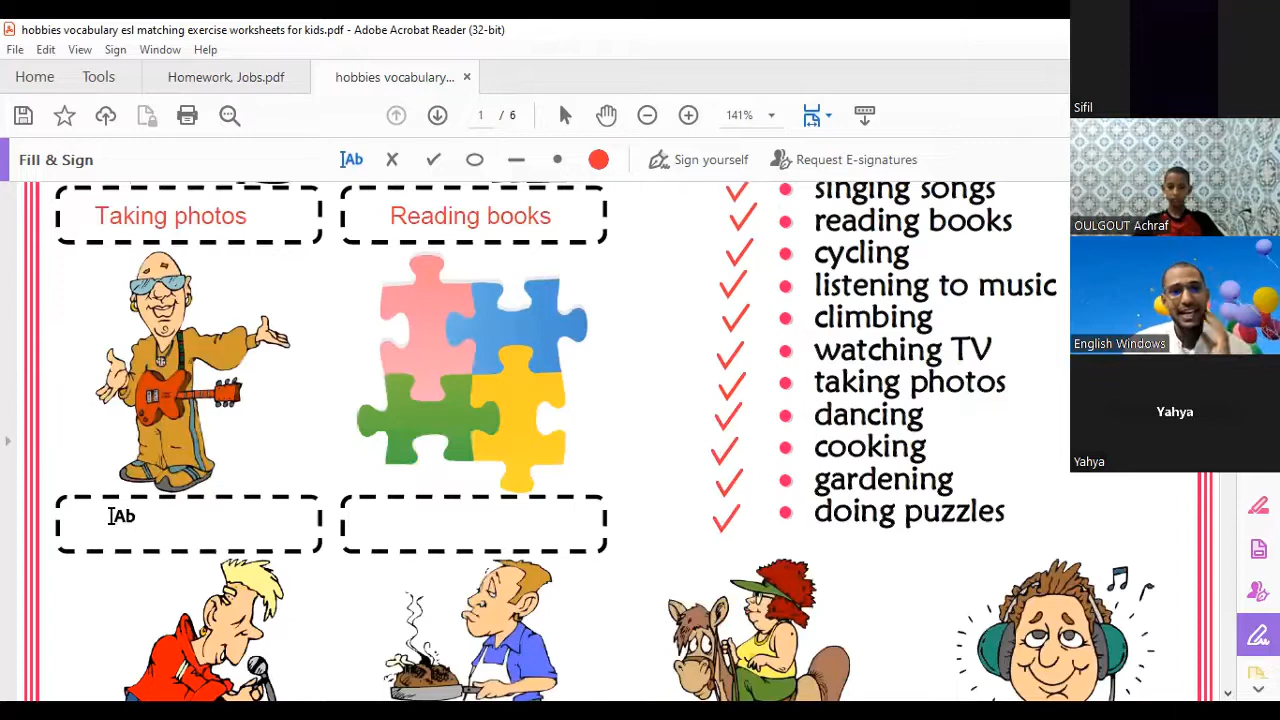 hobbies vocabulary esl matching exercise worksheets for kids.pdf - Adobe Acrobat Reader (32-bit)
File Edit View Sign Window Help
Home Tools Homework, Jobs.pdf hobbies vocabulary... ×
1 / 6 141%
Fill & Sign Ab Sign yourself Request E-signatures
Taking photos Reading books
singing songs
reading books
cycling
listening to music
climbing
watching TV
taking photos
dancing
cooking
gardening
doing puzzles
Ab
Sifil
OULGOUT Achraf
English Windows
Yahya
Yahya